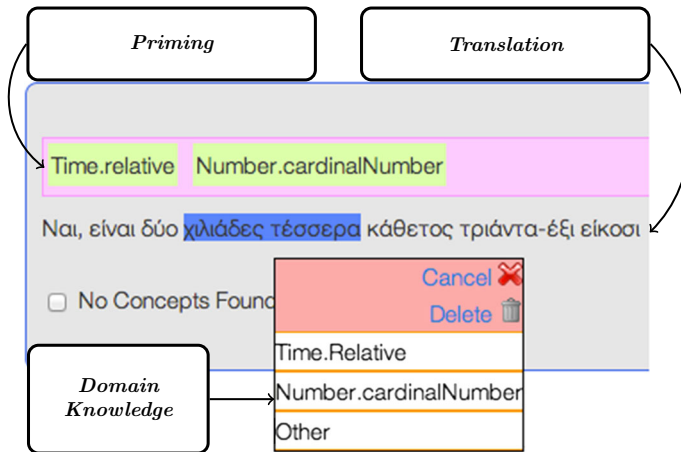 Priming
Translation
Time.relative Number.cardinalNumber
Ναι, είναι δύο χιλιάδες τέσσερα κάθετος τριάντα-έξι είκοσι
No Concepts Found
Cancel
Delete
Time.Relative
Number.cardinalNumber
Other
Domain
Knowledge